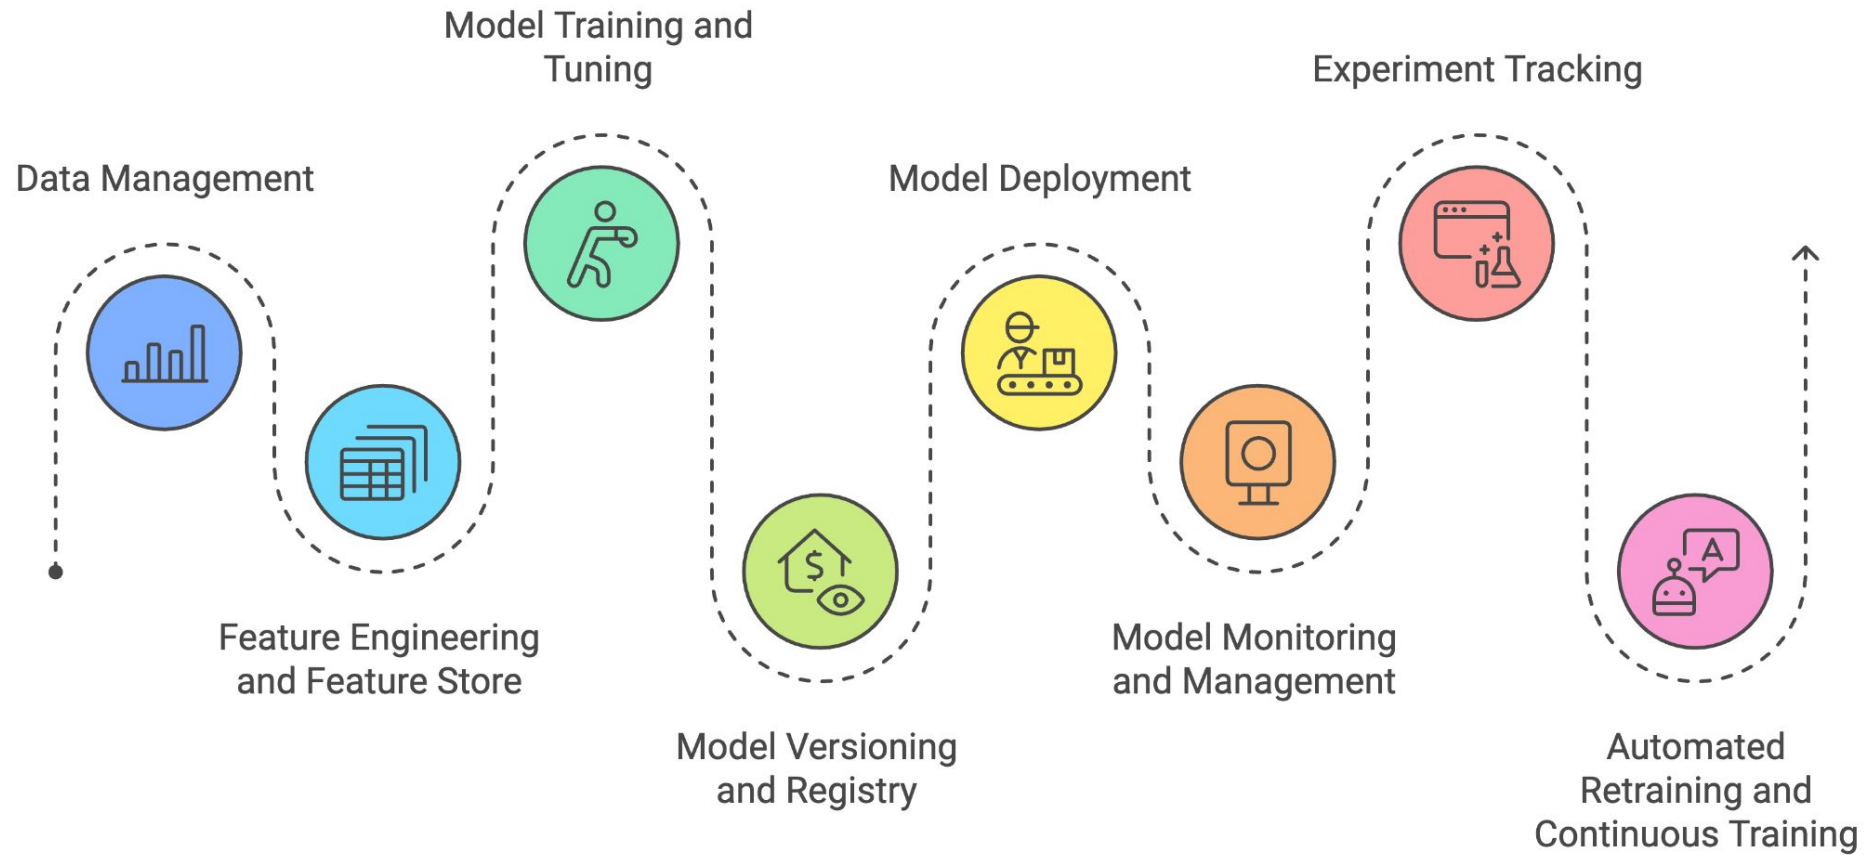 Data Management
Feature Engineering
and Feature Store
Model Training and
Tuning
$
Model Versioning
and Registry
Model Deployment
Model Monitoring
and Management
Experiment Tracking
A
Automated
Retraining and
Continuous Training